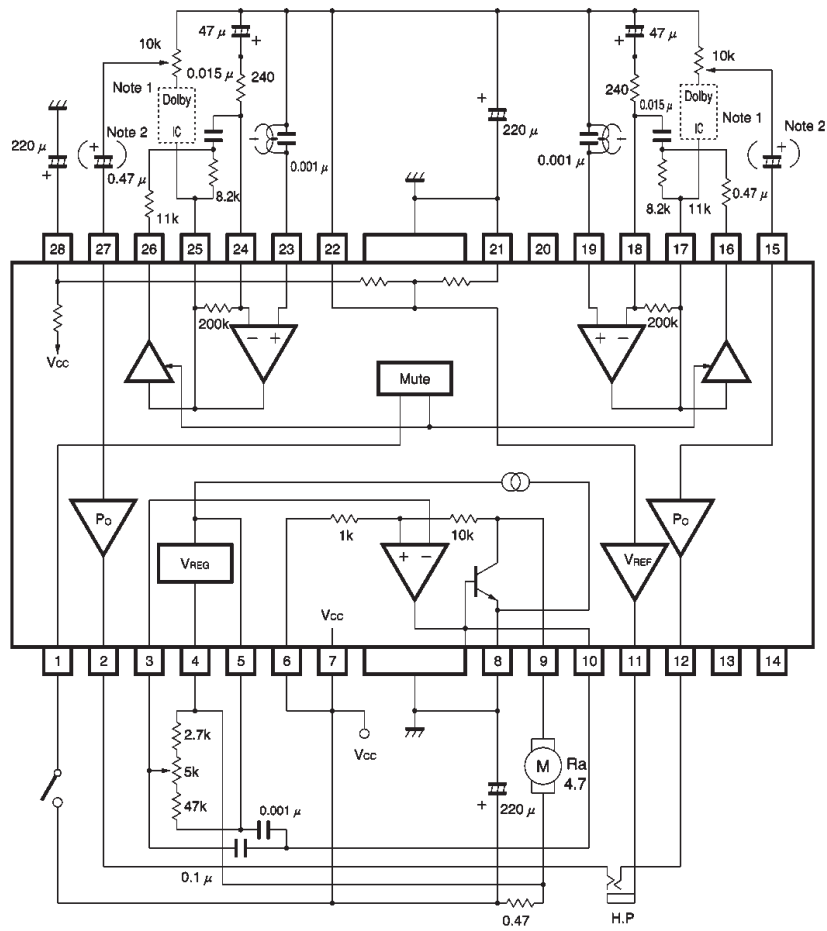 47 μ
+
47 μ
+
10k
0.015 μ
240
Note 1
Dolby
IC
+
Note 2
220 μ
+
0.47 μ
11k
8.2k
0.001 μ
+
220 μ
0.001 μ
240
0.015 μ
8.2k
11k
0.47 μ
10k
Dolby
IC
Note 1
+
Note 2
28 27 26 25 24 23 22 21 20 19 18 17 16 15
200k
− +
+ −
200k
Vcc
Mute
1k
10k
+ −
Po
VREG
VREF
Po
Vcc
1 2 3 4 5 6 7 8 9 10 11 12 13 14
2.7k
5k
47k
0.001 μ
0.1 μ
Vcc
+
220 μ
M
Ra
4.7
0.47
H.P